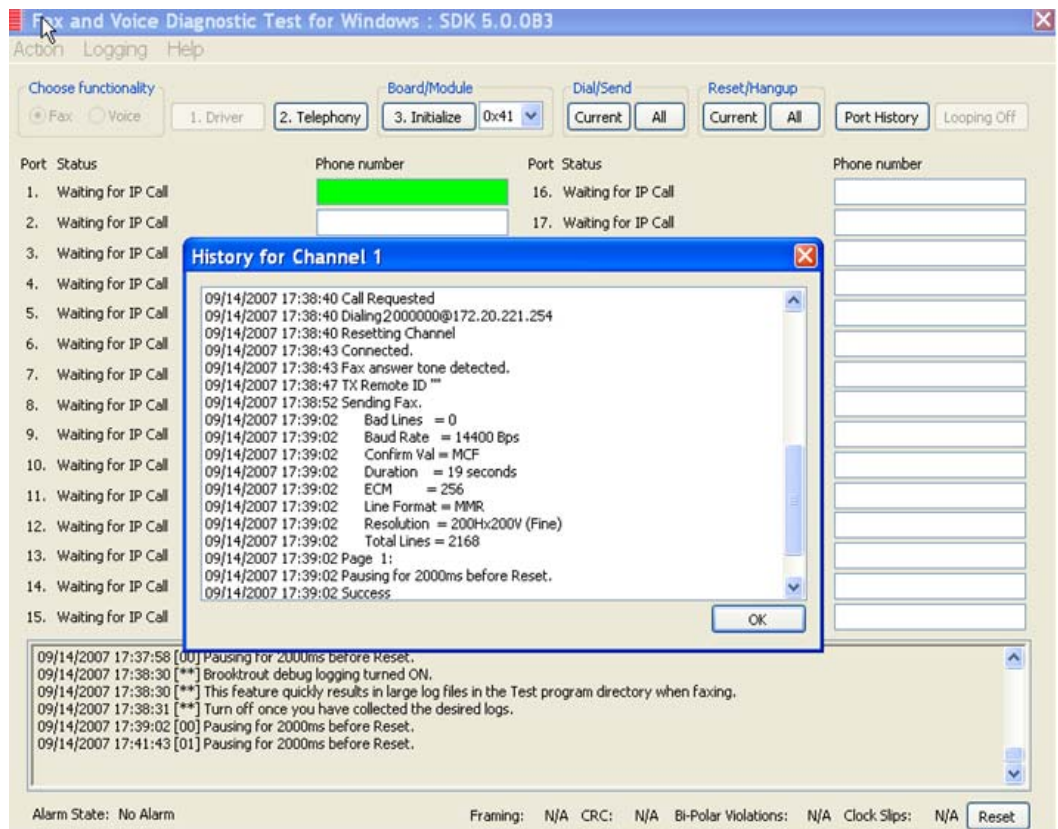 Fax and Voice Diagnostic Test for Windows : SDK 5.0.0B3
Action Logging Help
Choose functionality Board/Module Dial/Send Reset/Hangup
Fax Voice 1. Driver 2. Telephony 3. Initialize 0x41 Current All Current All Port History Looping Off
Port Status Phone number Port Status Phone number
1. Waiting for IP Call 16. Waiting for IP Call
2. Waiting for IP Call 17. Waiting for IP Call
3. Waiting for IP Call
4. Waiting for IP Call
5. Waiting for IP Call
6. Waiting for IP Call
7. Waiting for IP Call
8. Waiting for IP Call
9. Waiting for IP Call
10. Waiting for IP Call
11. Waiting for IP Call
12. Waiting for IP Call
13. Waiting for IP Call
14. Waiting for IP Call
15. Waiting for IP Call
History for Channel 1
09/14/2007 17:38:40 Call Requested
09/14/2007 17:38:40 Dialing2000000@172.20.221.254
09/14/2007 17:38:40 Resetting Channel
09/14/2007 17:38:43 Connected.
09/14/2007 17:38:43 Fax answer tone detected.
09/14/2007 17:38:47 TX Remote ID ""
09/14/2007 17:38:52 Sending Fax.
09/14/2007 17:39:02 Bad Lines = 0
09/14/2007 17:39:02 Baud Rate = 14400 Bps
09/14/2007 17:39:02 Confirm Val = MCF
09/14/2007 17:39:02 Duration = 19 seconds
09/14/2007 17:39:02 ECM = 256
09/14/2007 17:39:02 Line Format = MMR
09/14/2007 17:39:02 Resolution = 200Hx200V (Fine)
09/14/2007 17:39:02 Total Lines = 2168
09/14/2007 17:39:02 Page 1:
09/14/2007 17:39:02 Pausing for 2000ms before Reset.
09/14/2007 17:39:02 Success
OK
09/14/2007 17:37:58 [00] Pausing for 2000ms before Reset.
09/14/2007 17:38:30 [**] Brooktrout debug logging turned ON.
09/14/2007 17:38:30 [**] This feature quickly results in large log files in the Test program directory when faxing.
09/14/2007 17:38:31 [**] Turn off once you have collected the desired logs.
09/14/2007 17:39:02 [00] Pausing for 2000ms before Reset.
09/14/2007 17:41:43 [01] Pausing for 2000ms before Reset.
Alarm State: No Alarm Framing: N/A CRC: N/A Bi-Polar Violations: N/A Clock Slips: N/A Reset